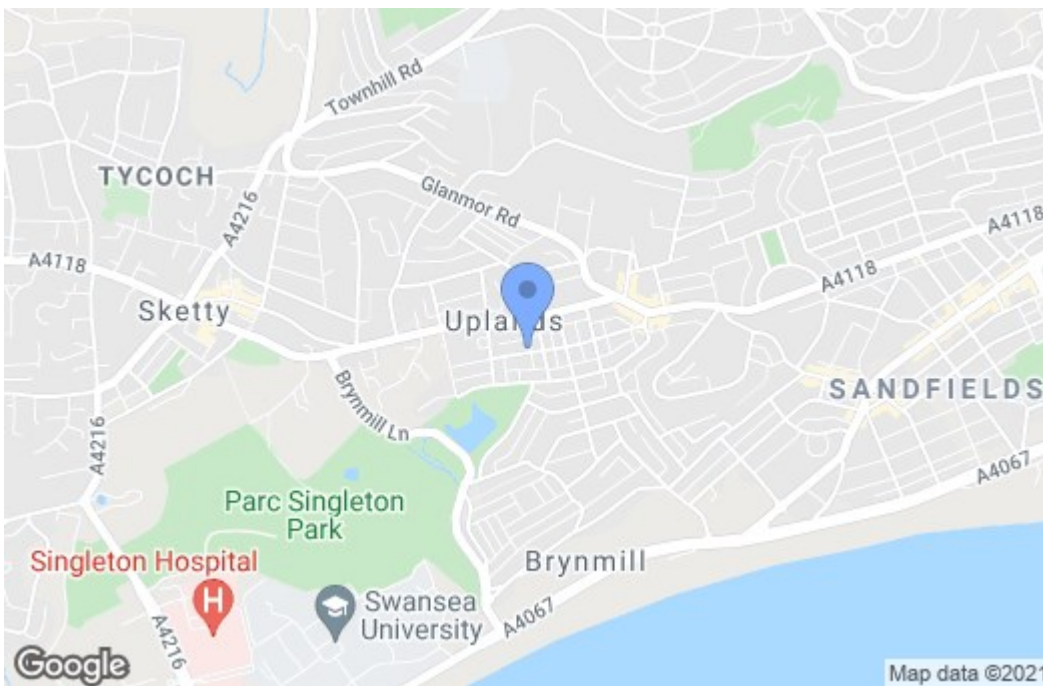 Townhill Rd
TYCOCH
Glanmor Rd
A4216
A4118
A4118
A4118
Sketty
Uplands
SANDFIELDS
Brynmill Ln
A4216
A4067
Parc Singleton
Park
Singleton Hospital
H
Brynmill
Swansea
University
A4067
A4216
Google
Map data ©2021